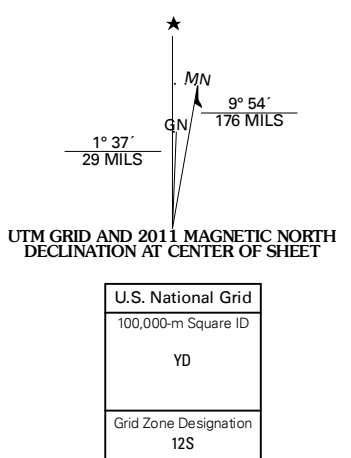 ★
MN
GN
9° 54´
176 MILS
1° 37´
29 MILS
UTM GRID AND 2011 MAGNETIC NORTH
DECLINATION AT CENTER OF SHEET
U.S. National Grid
100,000-m Square ID
YD
Grid Zone Designation
12S